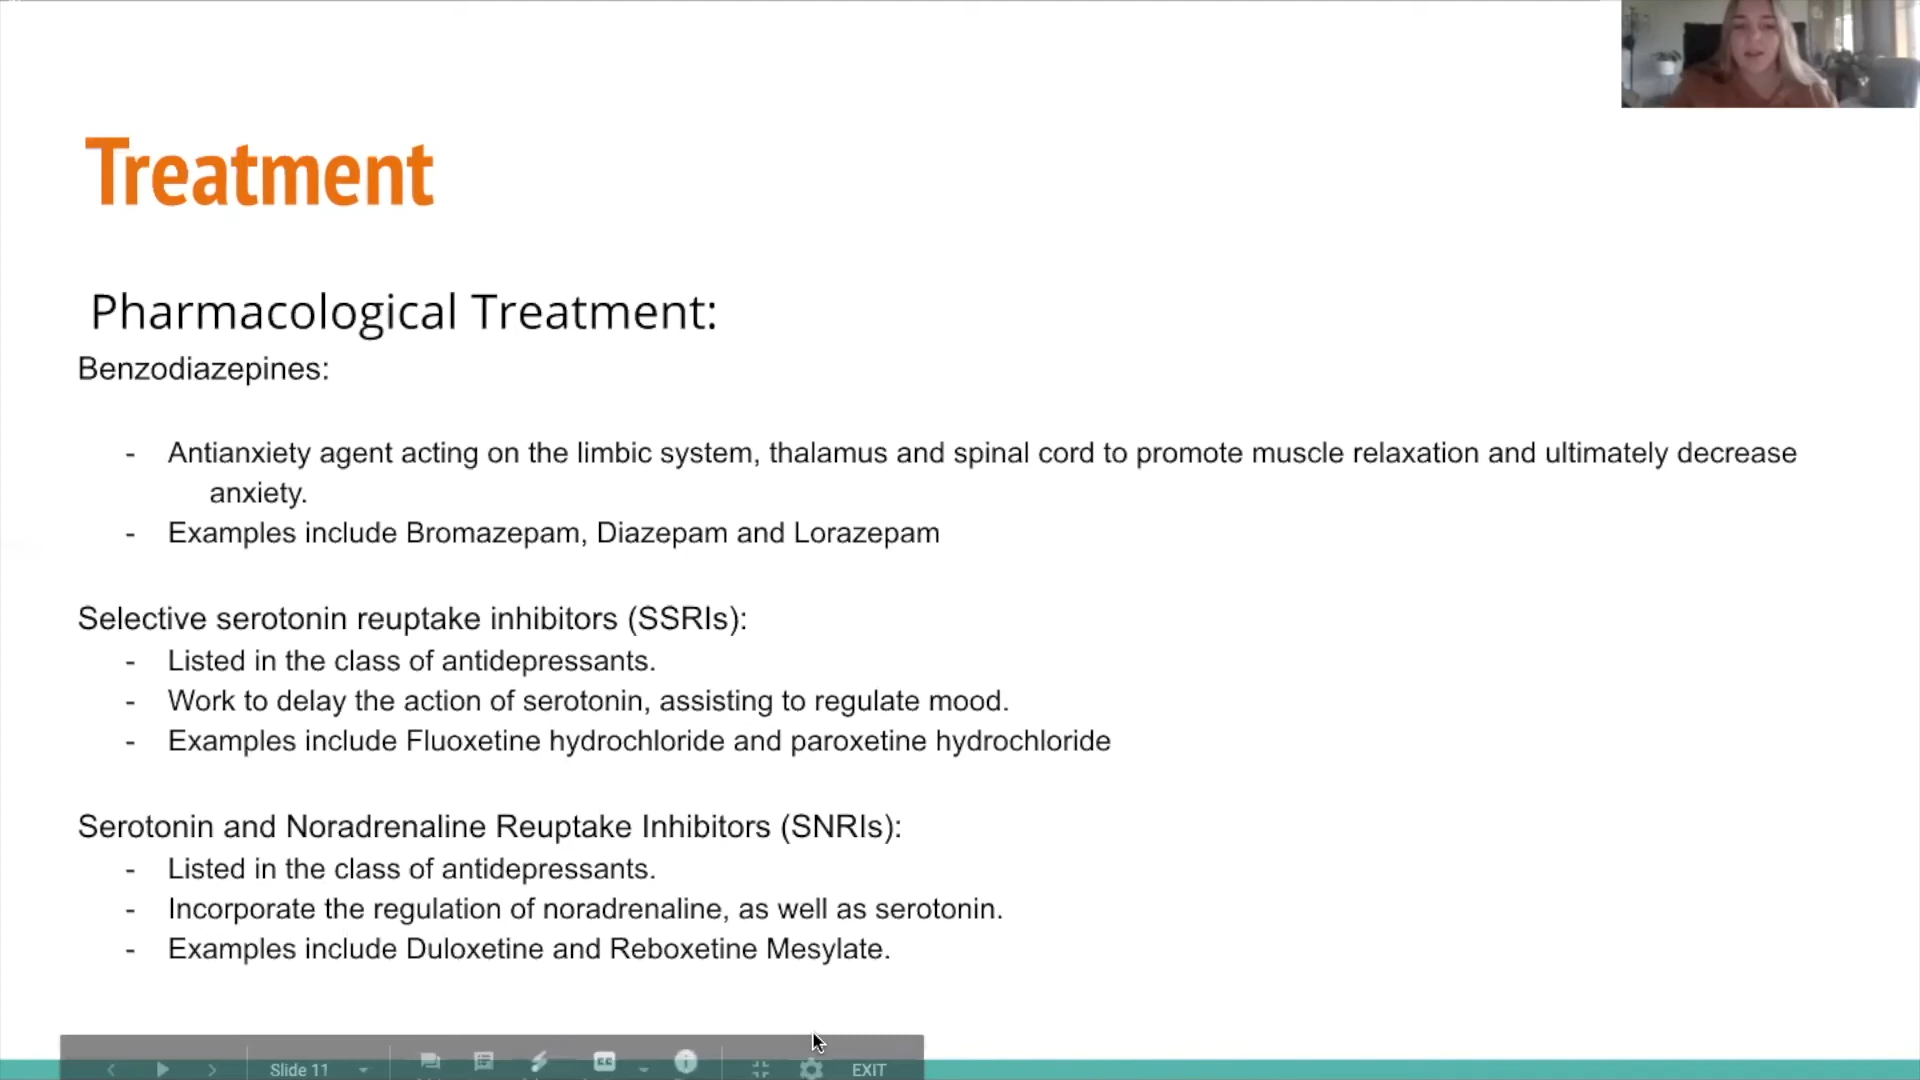 Treatment
Pharmacological Treatment:
Benzodiazepines:
- Antianxiety agent acting on the limbic system, thalamus and spinal cord to promote muscle relaxation and ultimately decrease
anxiety.
- Examples include Bromazepam, Diazepam and Lorazepam
Selective serotonin reuptake inhibitors (SSRIs):
- Listed in the class of antidepressants.
- Work to delay the action of serotonin, assisting to regulate mood.
- Examples include Fluoxetine hydrochloride and paroxetine hydrochloride
Serotonin and Noradrenaline Reuptake Inhibitors (SNRIs):
- Listed in the class of antidepressants.
- Incorporate the regulation of noradrenaline, as well as serotonin.
- Examples include Duloxetine and Reboxetine Mesylate.
Slide 11 CC EXIT